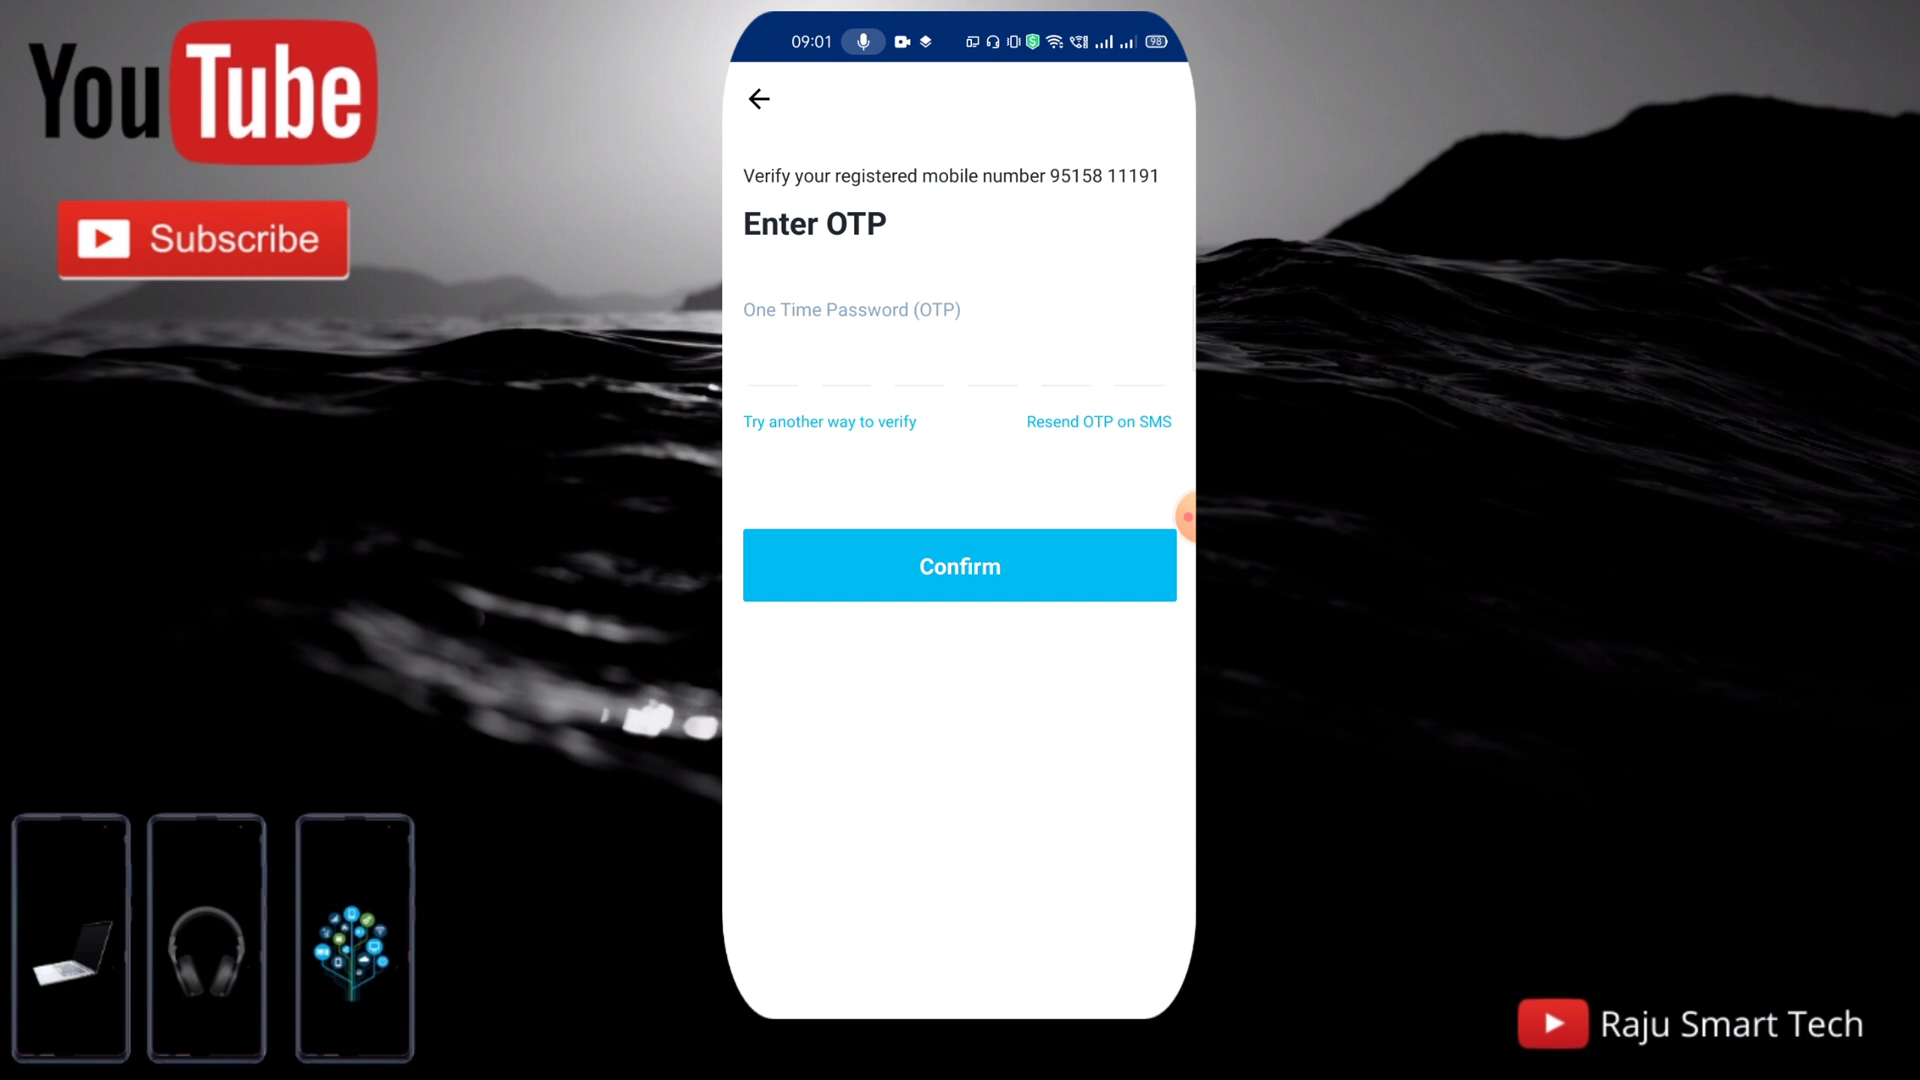 YouTube
Subscribe
09:01
98
Verify your registered mobile number 95158 11191
Enter OTP
One Time Password (OTP)
Try another way to verify
Resend OTP on SMS
Confirm
Raju Smart Tech